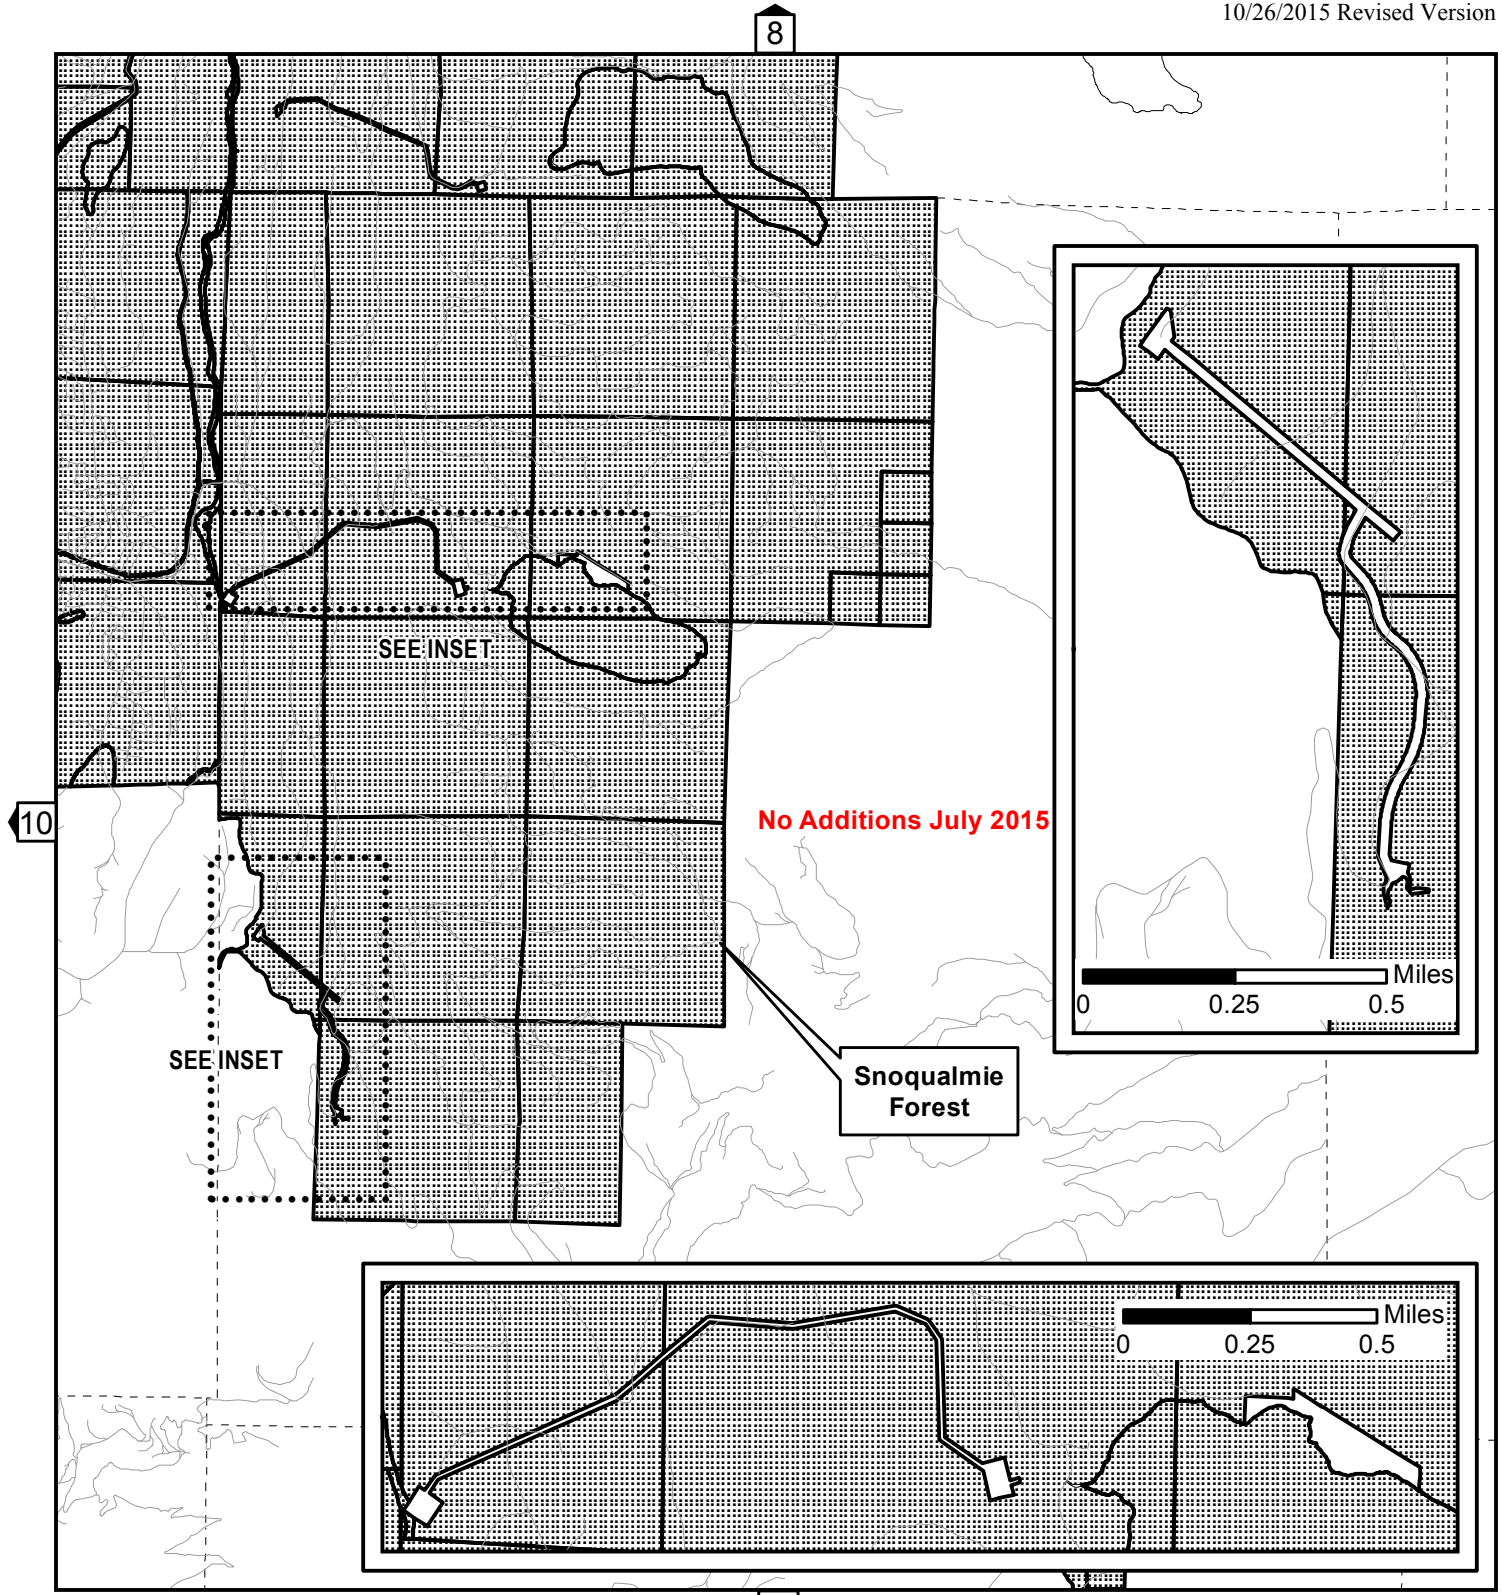 10/26/2015 Revised Version
8
SEE INSET
No Additions July 2015
10
Miles
0 0.25 0.5
SEE INSET
Snoqualmie
Forest
Miles
0 0.25 0.5